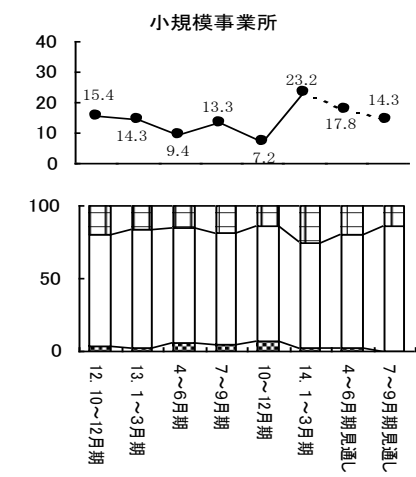 小規模事業所
40
30
20
10
0
15.4
14.3
9.4
13.3
7.2
23.2
17.8
14.3
100
50
0
12. 10～12月期
13. 1～3月期
4～6月期
7～9月期
10～12月期
14. 1～3月期
4～6月期見通し
7～9月期見通し